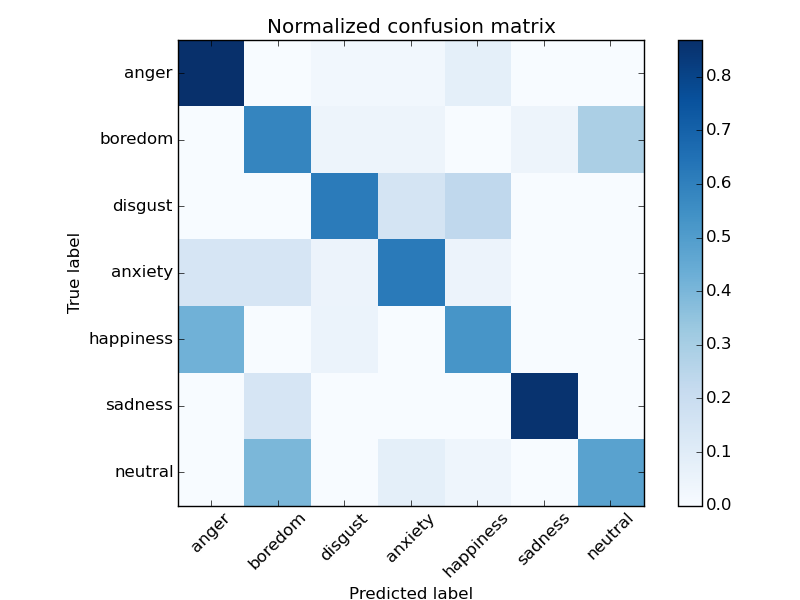 Normalized confusion matrix
True label
anger
boredom
disgust
anxiety
happiness
sadness
neutral
anger
boredom
disgust
anxiety
happiness
sadness
neutral
Predicted label
0.8
0.7
0.6
0.5
0.4
0.3
0.2
0.1
0.0